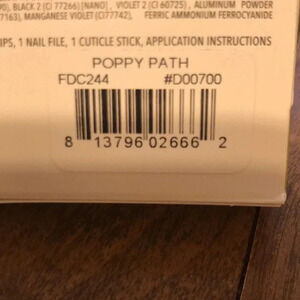 BLACK 2 (CI 77266) [NANO], VIOLET 2 (CI 60725), ALUMINUM POWDER
77163), MANGANESE VIOLET (CI77742), FERRIC AMMONIUM FERROCYANIDE
1 NAIL FILE, 1 CUTICLE STICK, APPLICATION INSTRUCTIONS
POPPY PATH
FDC244 #D00700
8 13796 02666 2